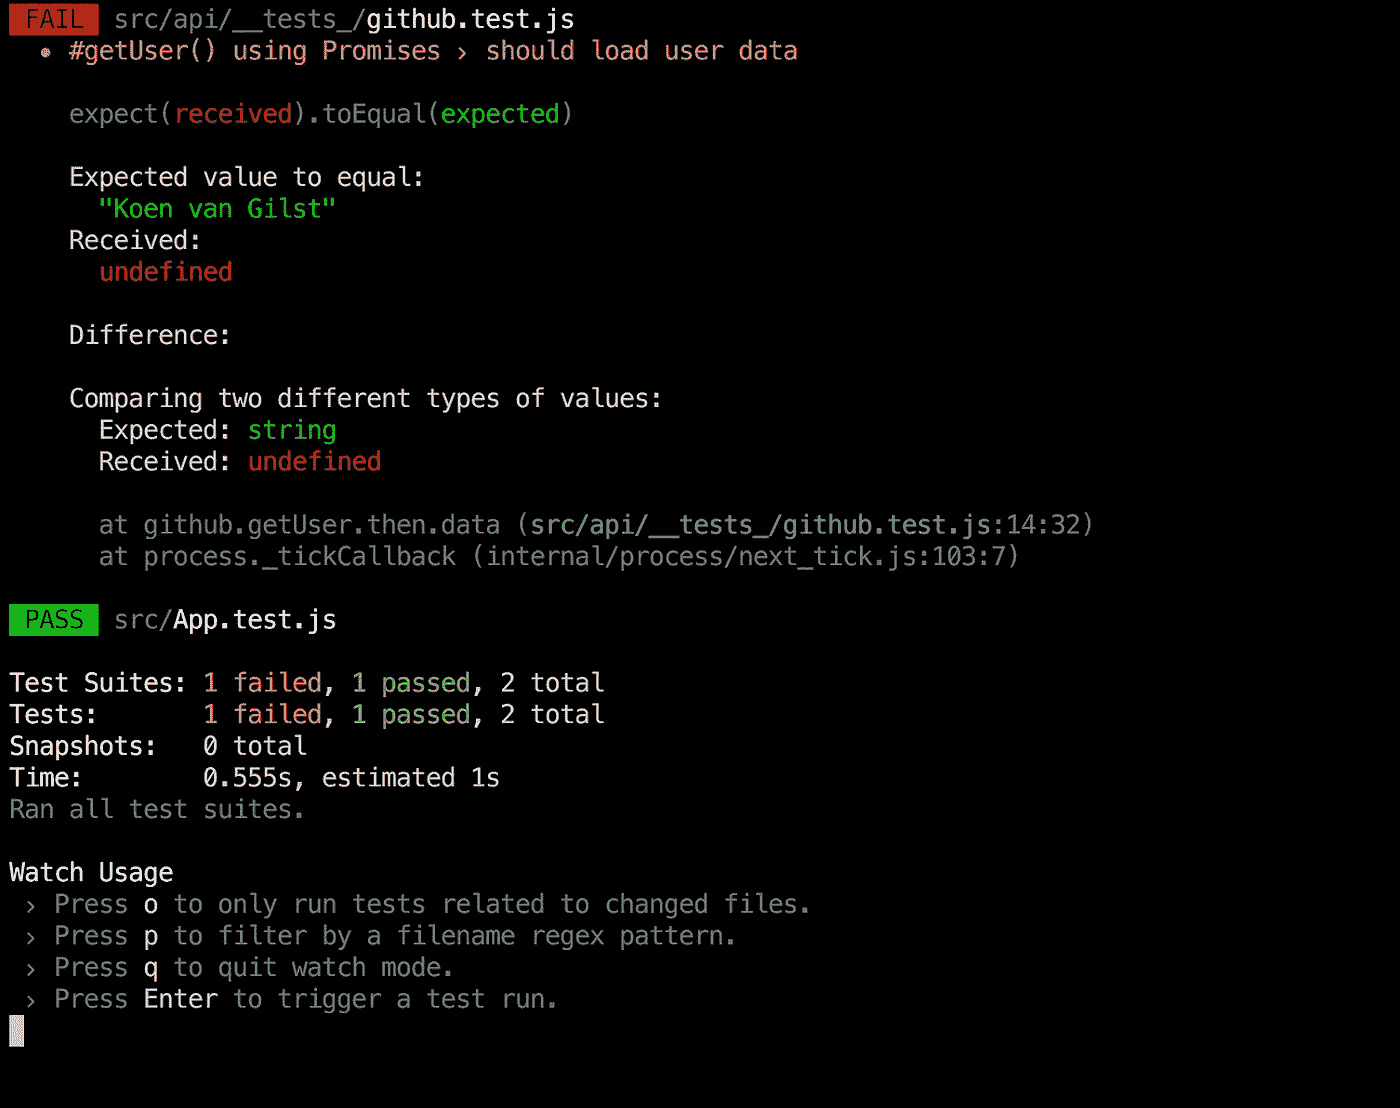 FAIL src/api/__tests_/github.test.js
• #getUser() using Promises › should load user data
expect(received).toEqual(expected)
Expected value to equal:
"Koen van Gilst"
Received:
undefined
Difference:
Comparing two different types of values:
Expected: string
Received: undefined
at github.getUser.then.data (src/api/__tests_/github.test.js:14:32)
at process._tickCallback (internal/process/next_tick.js:103:7)
PASS src/App.test.js
Test Suites: 1 failed, 1 passed, 2 total
Tests: 1 failed, 1 passed, 2 total
Snapshots: 0 total
Time: 0.555s, estimated 1s
Ran all test suites.
Watch Usage
› Press o to only run tests related to changed files.
› Press p to filter by a filename regex pattern.
› Press q to quit watch mode.
› Press Enter to trigger a test run.